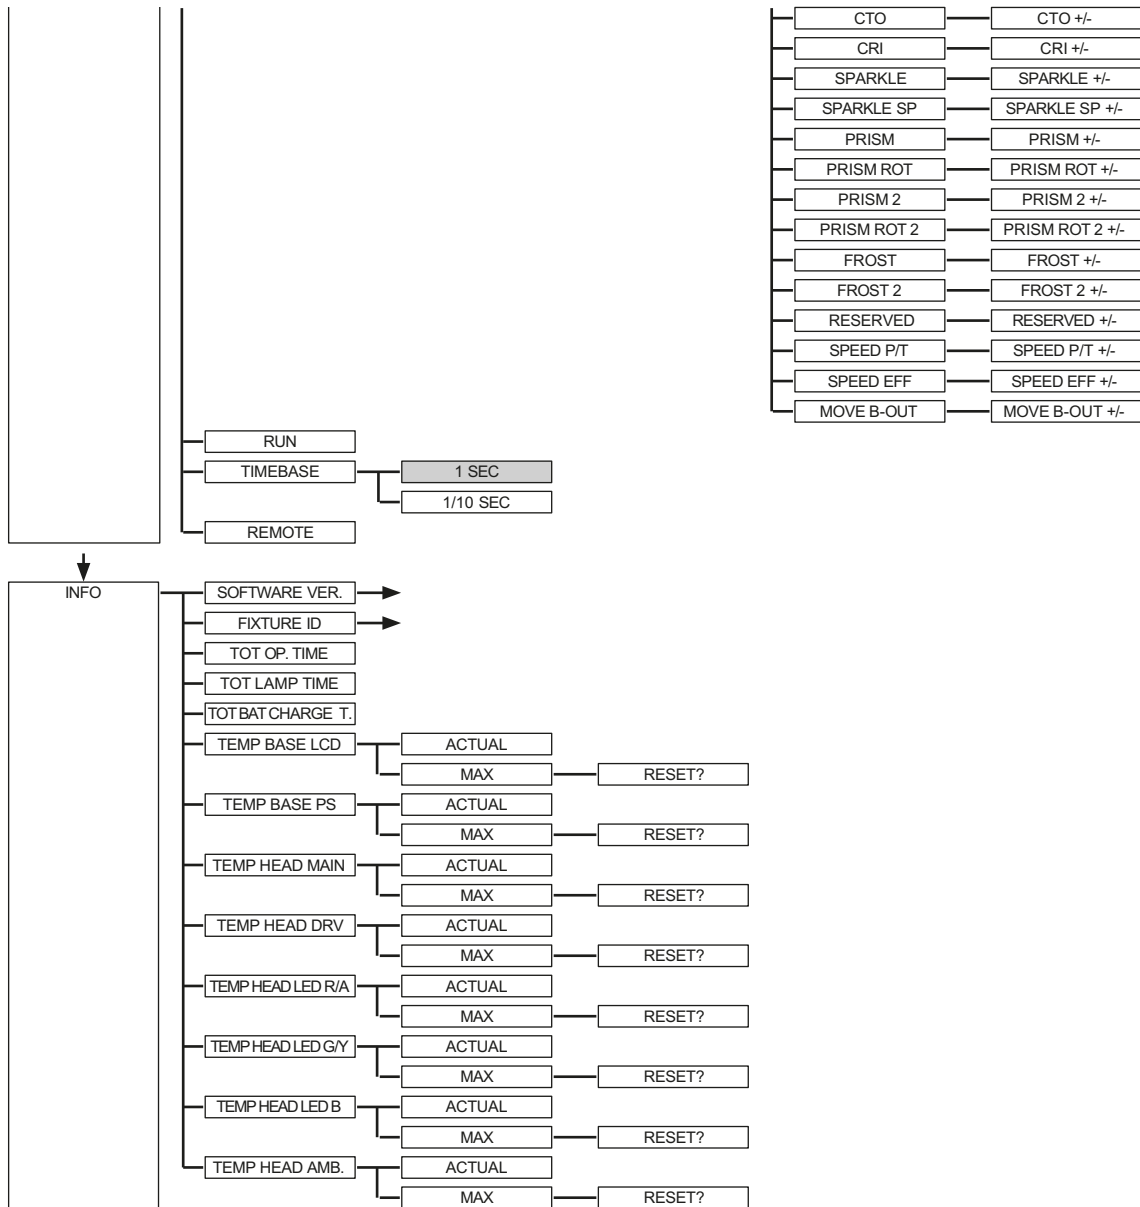 CTO CTO +/-
CRI CRI +/-
SPARKLE SPARKLE +/-
SPARKLE SP SPARKLE SP +/-
PRISM PRISM +/-
PRISM ROT PRISM ROT +/-
PRISM 2 PRISM 2 +/-
PRISM ROT 2 PRISM ROT 2 +/-
FROST FROST +/-
FROST 2 FROST 2 +/-
RESERVED RESERVED +/-
SPEED P/T SPEED P/T +/-
SPEED EFF SPEED EFF +/-
MOVE B-OUT MOVE B-OUT +/-
RUN
TIMEBASE 1 SEC
1/10 SEC
REMOTE
INFO SOFTWARE VER.
FIXTURE ID
TOT OP. TIME
TOT LAMP TIME
TOT BAT CHARGE T.
TEMP BASE LCD ACTUAL
MAX RESET?
TEMP BASE PS ACTUAL
MAX RESET?
TEMP HEAD MAIN ACTUAL
MAX RESET?
TEMP HEAD DRV ACTUAL
MAX RESET?
TEMP HEAD LED R/A ACTUAL
MAX RESET?
TEMP HEAD LED G/Y ACTUAL
MAX RESET?
TEMP HEAD LED B ACTUAL
MAX RESET?
TEMP HEAD AMB. ACTUAL
MAX RESET?